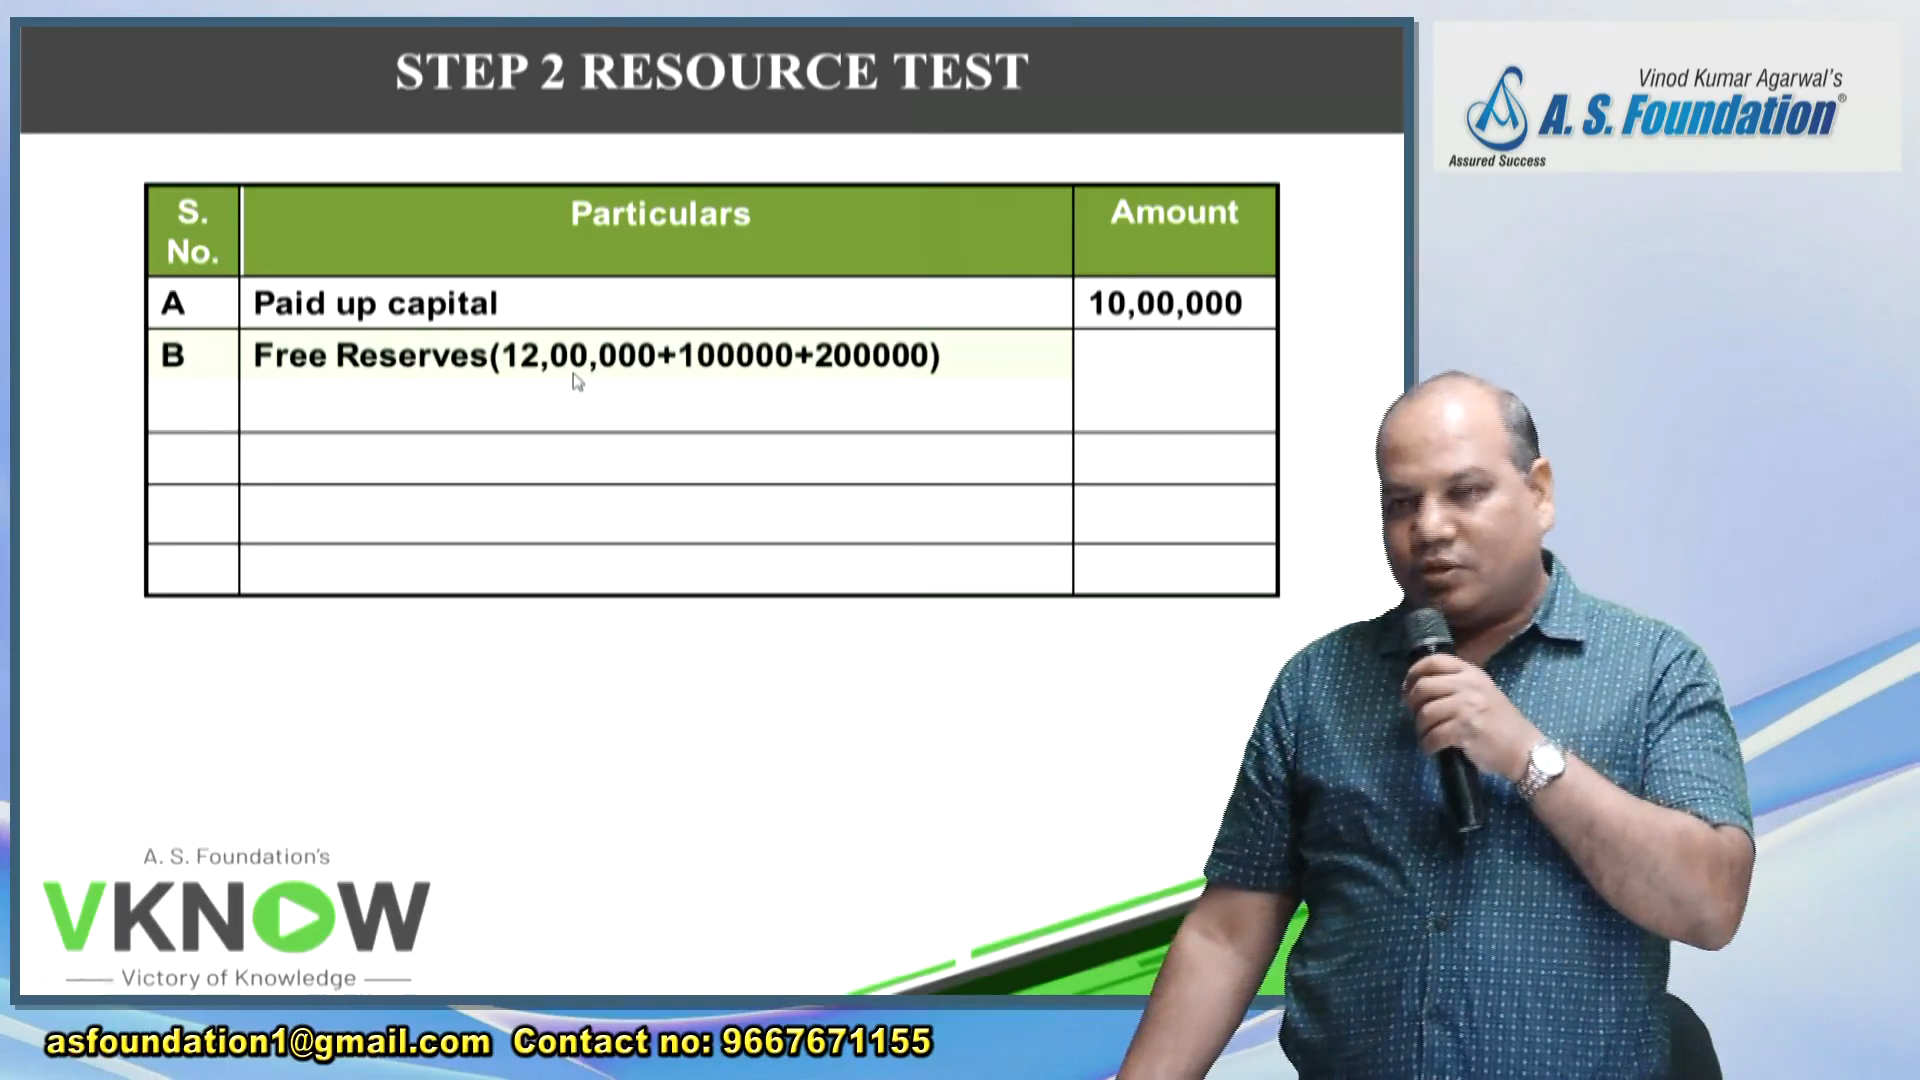 STEP 2 RESOURCE TEST
Vinod Kumar Agarwal's
A. S. Foundation®
Assured Success
S. No. Particulars Amount
A Paid up capital 10,00,000
B Free Reserves(12,00,000+100000+200000)
A. S. Foundation's
VKNOW
Victory of Knowledge
asfoundation1@gmail.com Contact no: 9667671155